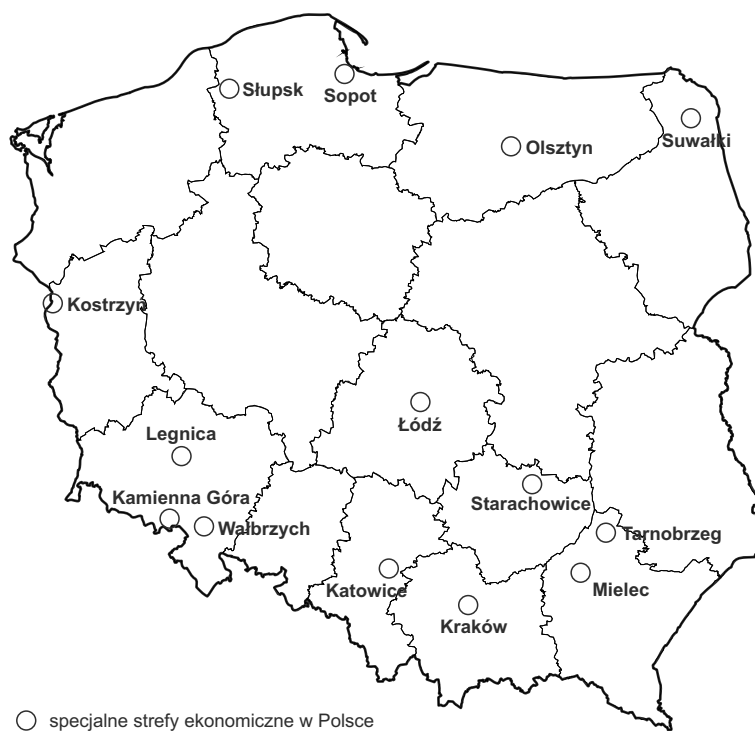 Słupsk
Sopot
Suwałki
Olsztyn
Kostrzyn
Łódź
Legnica
Kamienna Góra
Wałbrzych
Starachowice
Tarnobrzeg
Katowice
Mielec
Kraków
specjalne strefy ekonomiczne w Polsce